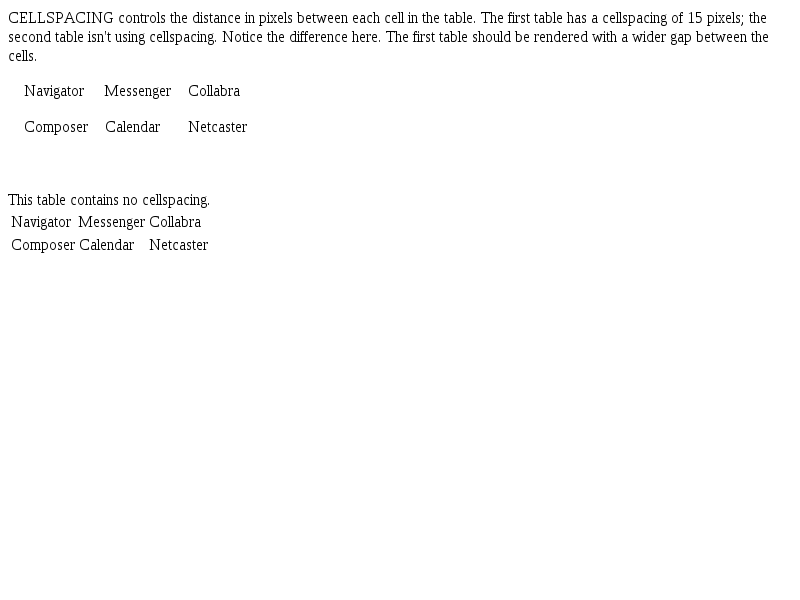 CELLSPACING controls the distance in pixels between each cell in the table. The first table has a cellspacing of 15 pixels; the
second table isn't using cellspacing. Notice the difference here. The first table should be rendered with a wider gap between the
cells.
Navigator Messenger Collabra
Composer Calendar Netcaster
This table contains no cellspacing.
Navigator Messenger Collabra
Composer Calendar Netcaster